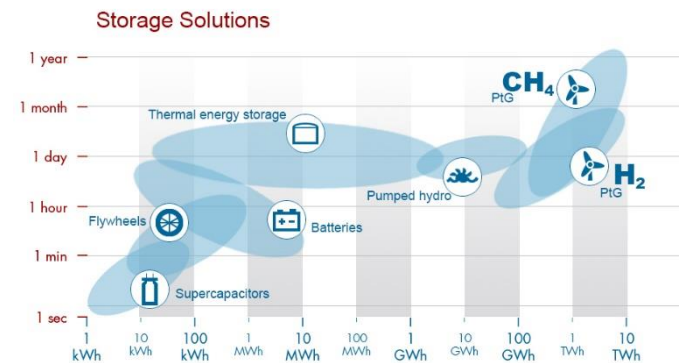 Storage Solutions
1 year
CH4
PtG
1 month
Thermal energy storage
1 day
H2
PtG
Pumped hydro
1 hour
Flywheels
Batteries
1 min
Supercapacitors
1 sec
1 kWh
10 kWh
100 kWh
1 MWh
10 MWh
100 MWh
1 GWh
10 GWh
100 GWh
1 TWh
10 TWh